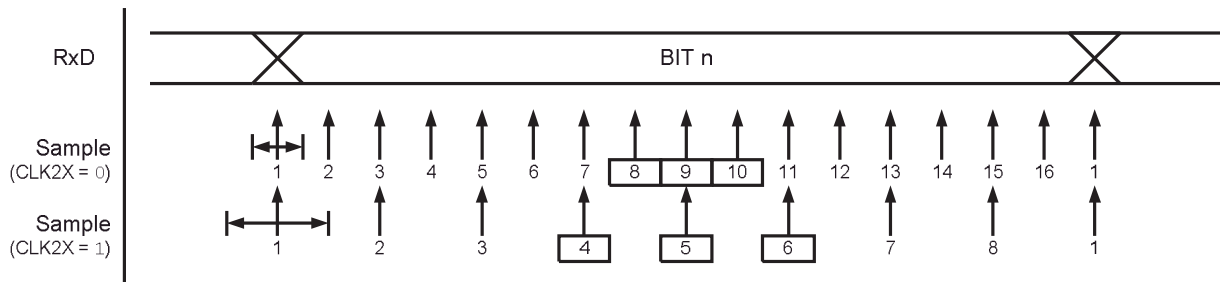 RxD BIT n
Sample
(CLK2X = 0) 1 2 3 4 5 6 7 8 9 10 11 12 13 14 15 16 1
Sample
(CLK2X = 1) 1 2 3 4 5 6 7 8 1